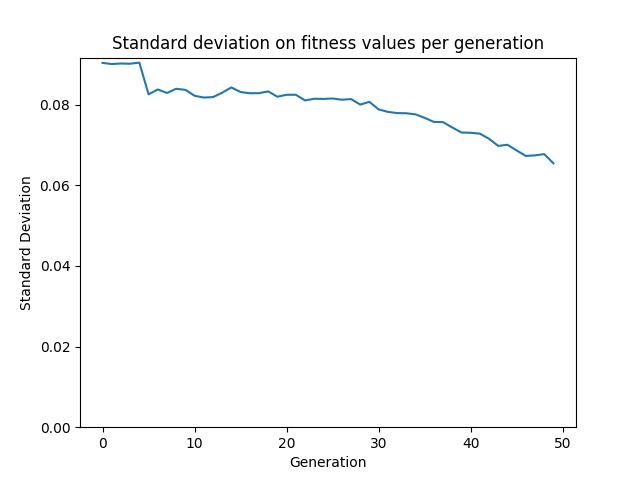 Standard deviation on fitness values per generation
Standard Deviation
0.08
0.06
0.04
0.02
0.00
0 10 20 30 40 50
Generation